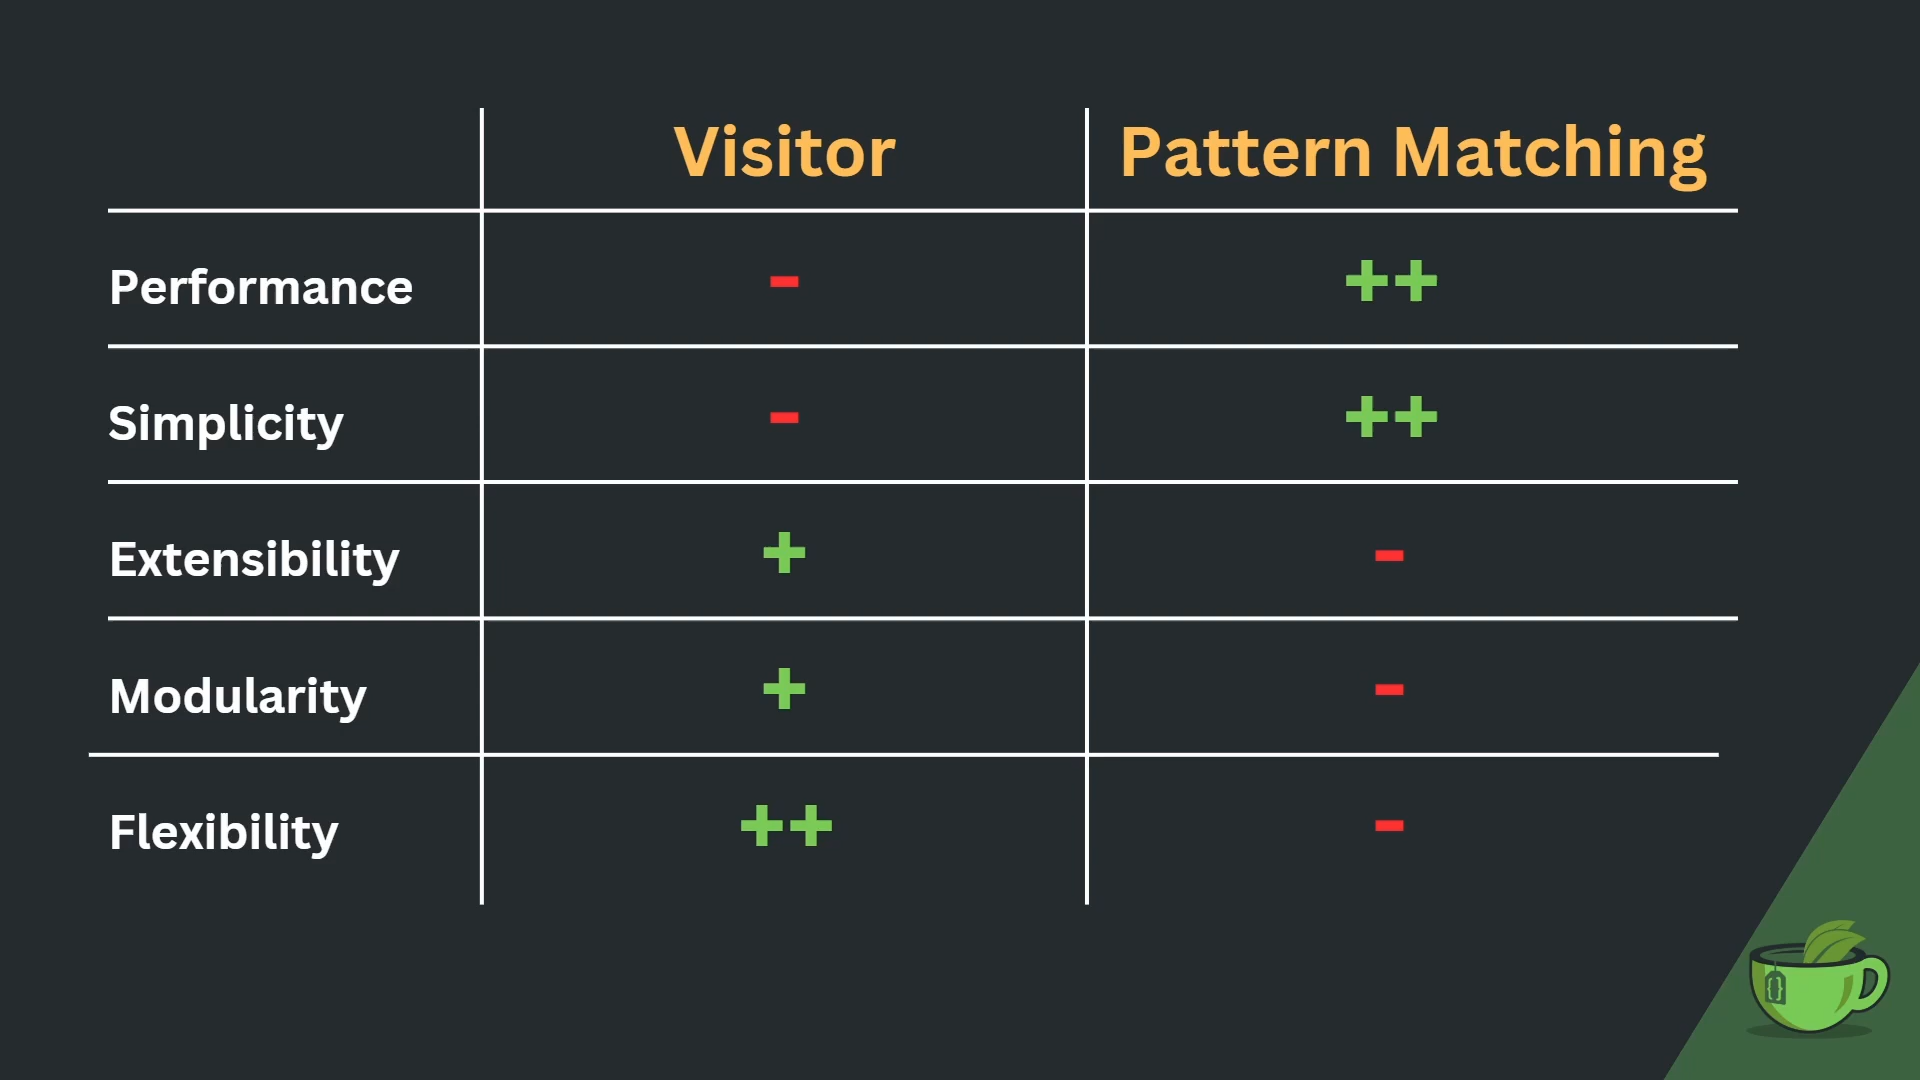 Visitor Pattern Matching
Performance - ++
Simplicity - ++
Extensibility + -
Modularity + -
Flexibility ++ -
{}